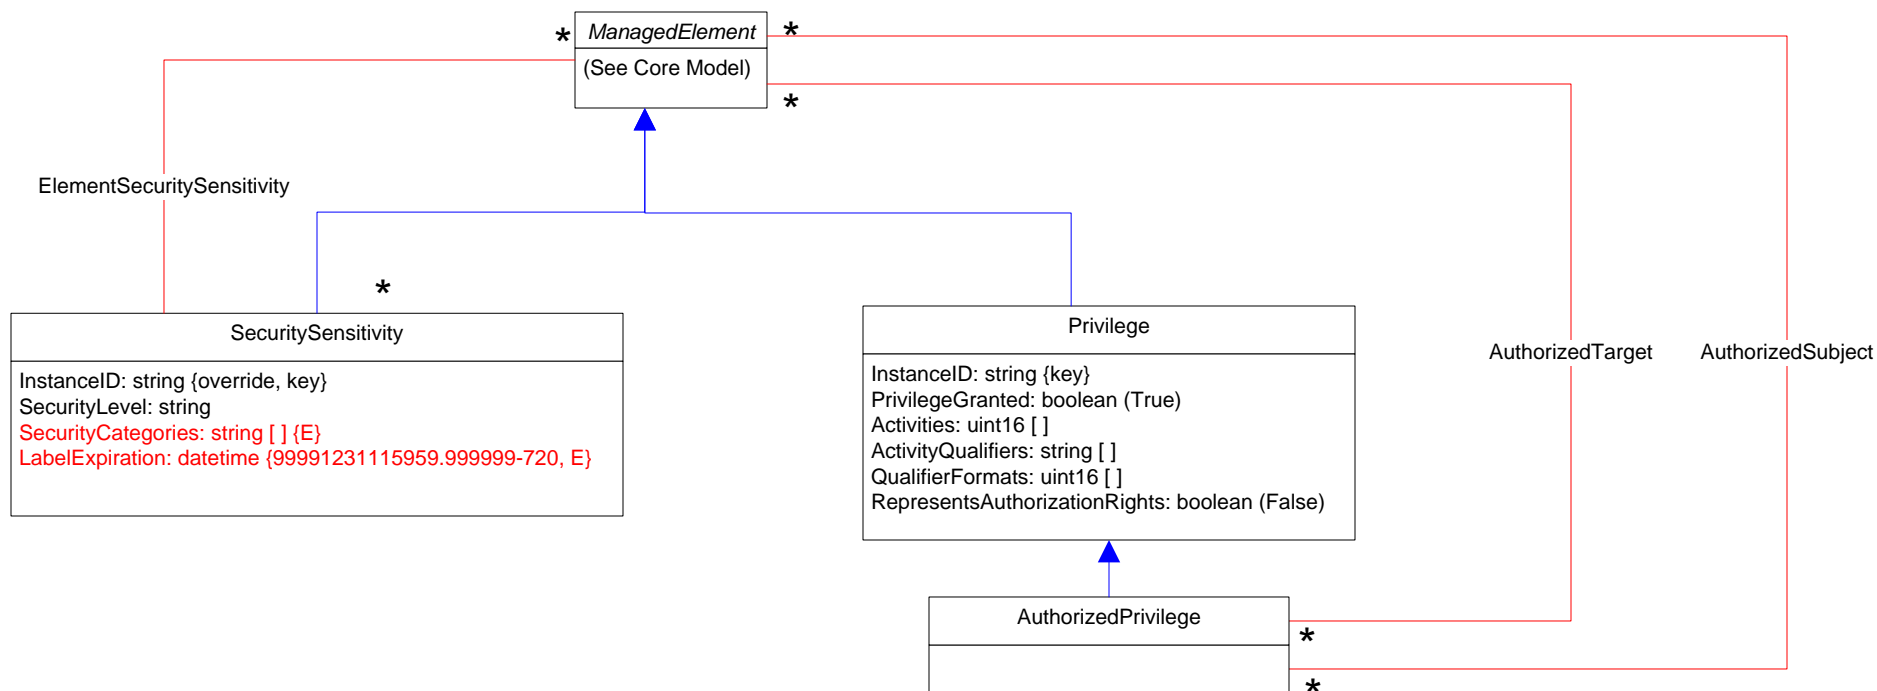 * ManagedElement *
(See Core Model)
*
ElementSecuritySensitivity
*
SecuritySensitivity
InstanceID: string {override, key}
SecurityLevel: string
SecurityCategories: string [ ] {E}
LabelExpiration: datetime {99991231115959.999999-720, E}
Privilege
InstanceID: string {key}
PrivilegeGranted: boolean (True)
Activities: uint16 [ ]
ActivityQualifiers: string [ ]
QualifierFormats: uint16 [ ]
RepresentsAuthorizationRights: boolean (False)
AuthorizedTarget
AuthorizedSubject
AuthorizedPrivilege
*
*